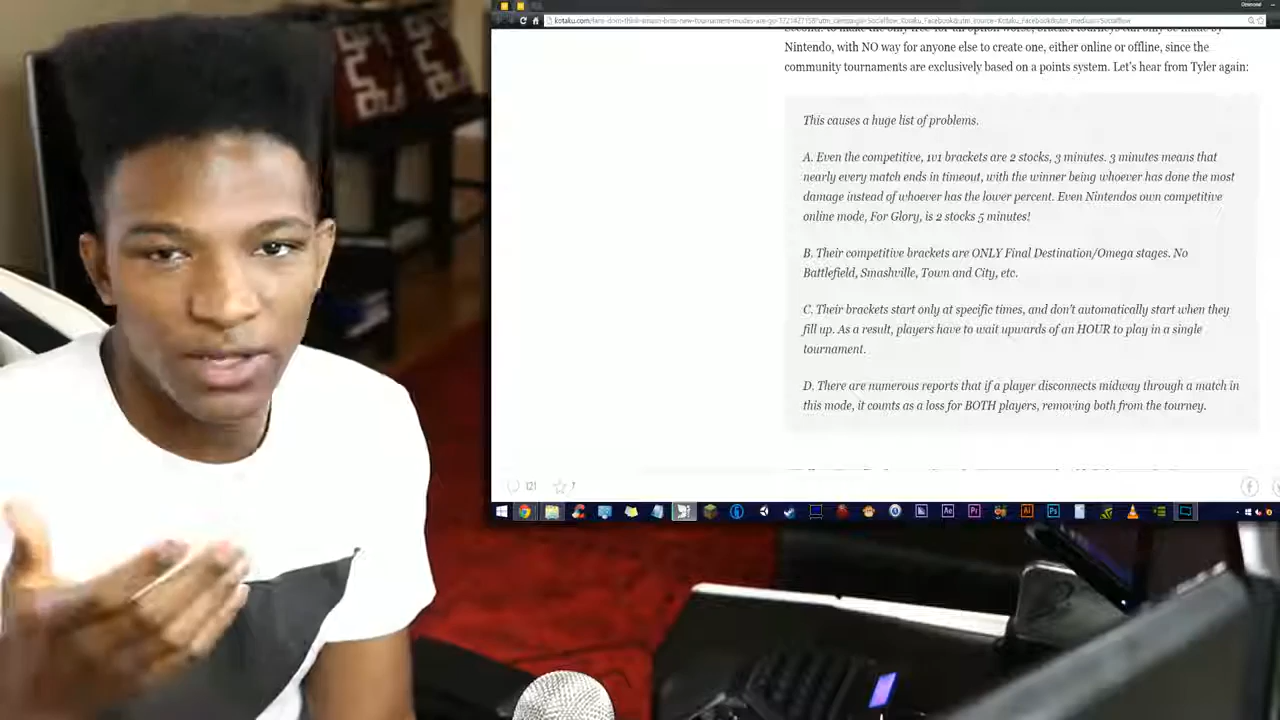 Nintendo, with NO way for anyone else to create one, either online or offline, since the
community tournaments are exclusively based on a points system. Let's hear from Tyler again:
This causes a huge list of problems.
A. Even the competitive, 1v1 brackets are 2 stocks, 3 minutes. 3 minutes means that
nearly every match ends in timeout, with the winner being whoever has done the most
damage instead of whoever has the lower percent. Even Nintendos own competitive
online mode, For Glory, is 2 stocks 5 minutes!
B. Their competitive brackets are ONLY Final Destination/Omega stages. No
Battlefield, Smashville, Town and City, etc.
C. Their brackets start only at specific times, and don't automatically start when they
fill up. As a result, players have to wait upwards of an HOUR to play in a single
tournament.
D. There are numerous reports that if a player disconnects midway through a match in
this mode, it counts as a loss for BOTH players, removing both from the tourney.
121
7